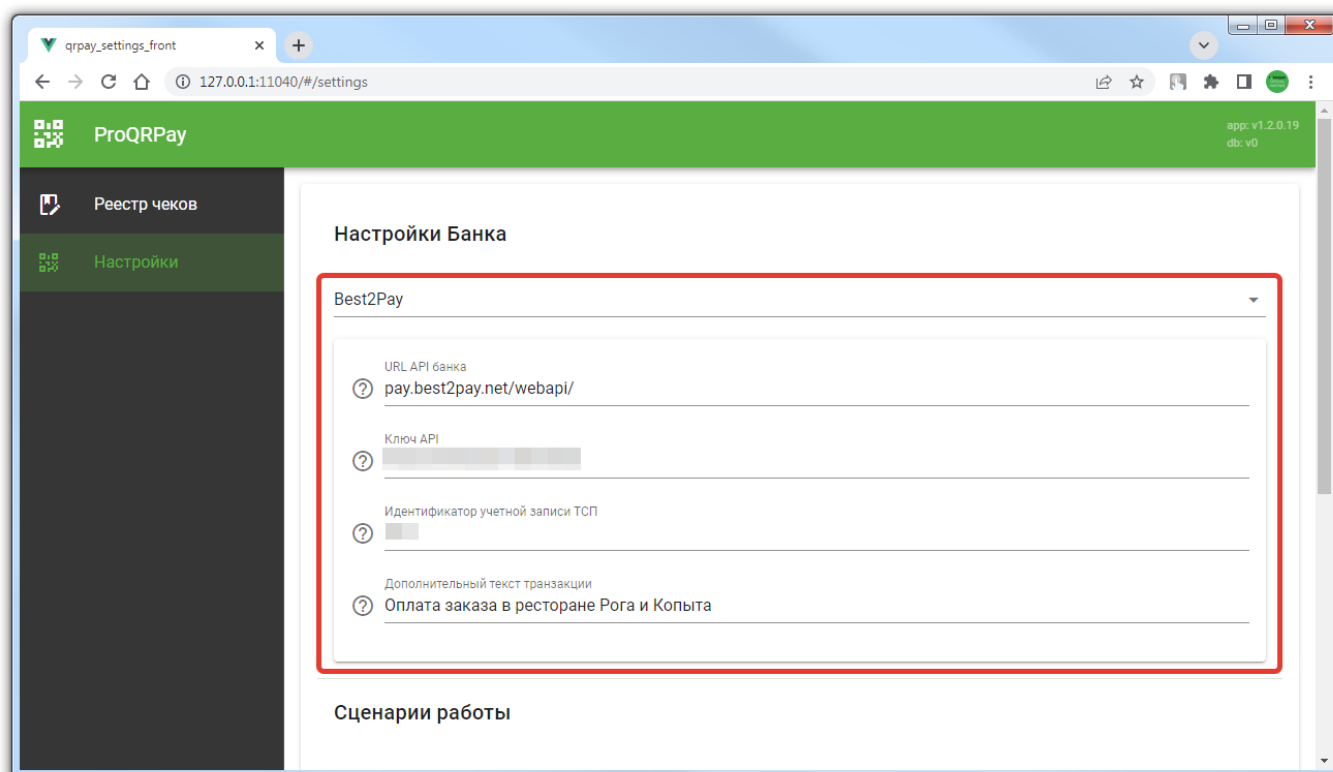 qrpay_settings_front
127.0.0.1:11040/#/settings
ProQRPay
app: v1.2.0.19
db: v0
Реестр чеков
Настройки
Настройки Банка
Best2Pay
URL API банка
pay.best2pay.net/webapi/
Ключ API
Идентификатор учетной записи ТСП
Дополнительный текст транзакции
Оплата заказа в ресторане Рога и Копыта
Сценарии работы